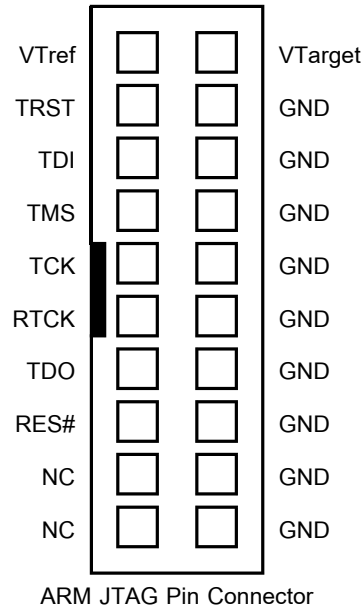 VTref VTarget
TRST GND
TDI GND
TMS GND
TCK GND
RTCK GND
TDO GND
RES# GND
NC GND
NC GND
ARM JTAG Pin Connector